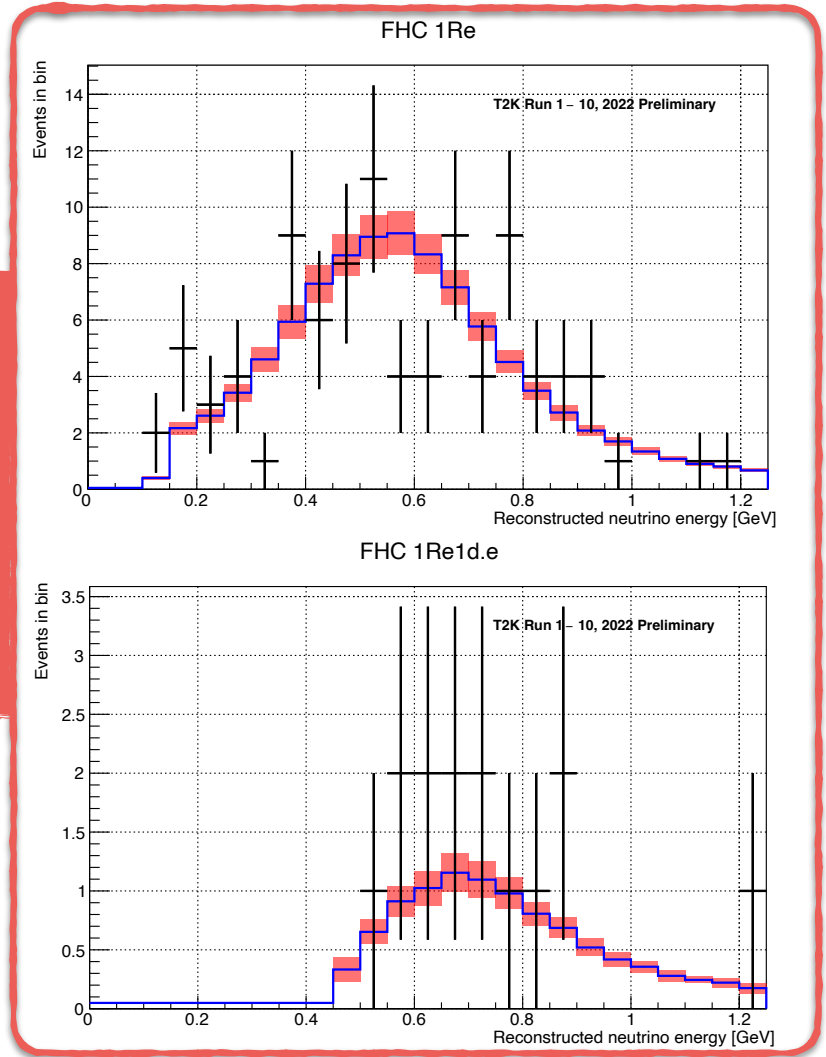 FHC 1Re
Events in bin
T2K Run 1 – 10, 2022 Preliminary
14
12
10
8
6
4
2
0
0 0.2 0.4 0.6 0.8 1 1.2
Reconstructed neutrino energy [GeV]
FHC 1Re1d.e
Events in bin
T2K Run 1 – 10, 2022 Preliminary
3.5
3
2.5
2
1.5
1
0.5
0
0 0.2 0.4 0.6 0.8 1 1.2
Reconstructed neutrino energy [GeV]